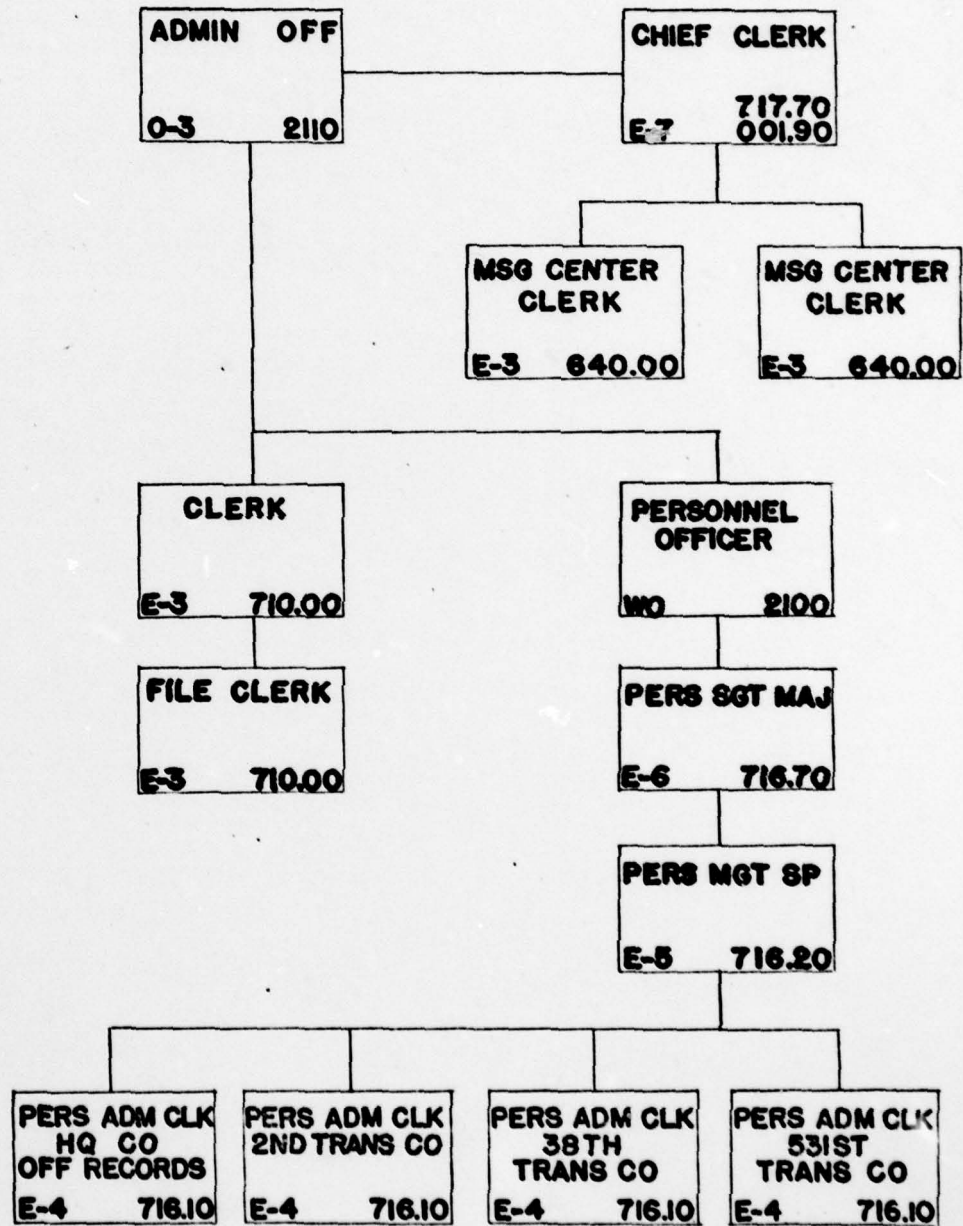 ADMIN OFF
O-3 2110
CHIEF CLERK
717.70
E-7 001.90
MSG CENTER
CLERK
E-3 640.00
MSG CENTER
CLERK
E-3 640.00
CLERK
E-3 710.00
PERSONNEL
OFFICER
WO 2100
FILE CLERK
E-3 710.00
PERS SGT MAJ
E-6 716.70
PERS MGT SP
E-5 716.20
PERS ADM CLK
HQ CO
OFF RECORDS
E-4 716.10
PERS ADM CLK
2ND TRANS CO
E-4 716.10
PERS ADM CLK
38TH
TRANS CO
E-4 716.10
PERS ADM CLK
531ST
TRANS CO
E-4 716.10